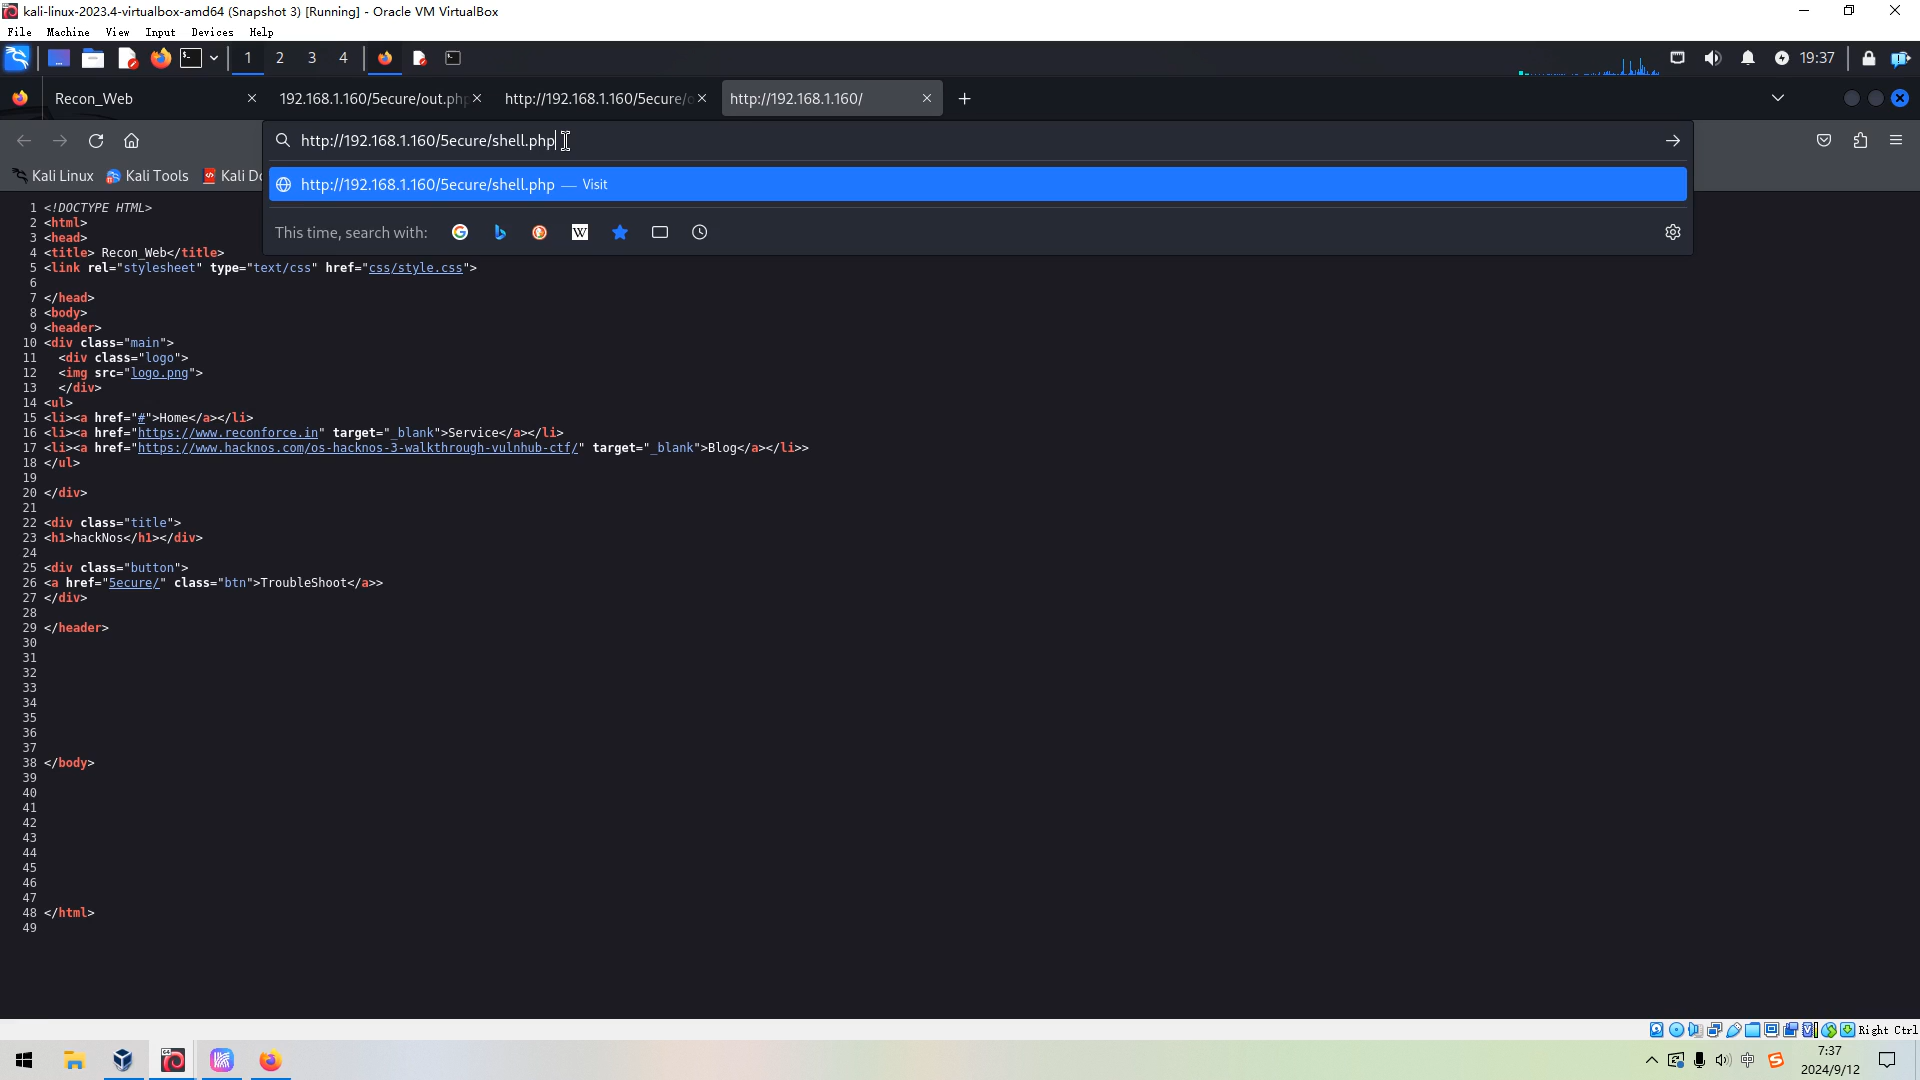 kali-linux-2023.4-virtualbox-amd64 (Snapshot 3) [Running] - Oracle VM VirtualBox
File Machine View Input Devices Help
1 2 3 4 19:37
Recon_Web 192.168.1.160/5ecure/out.php http://192.168.1.160/5ecure/o http://192.168.1.160/
http://192.168.1.160/5ecure/shell.php
Kali Linux Kali Tools Kali Do
http://192.168.1.160/5ecure/shell.php — Visit
This time, search with:
1 <!DOCTYPE HTML>
2 <html>
3 <head>
4 <title> Recon_Web</title>
5 <link rel="stylesheet" type="text/css" href="css/style.css">
6
7 </head>
8 <body>
9 <header>
10 <div class="main">
11 <div class="logo">
12 <img src="logo.png">
13 </div>
14 <ul>
15 <li><a href="#">Home</a></li>
16 <li><a href="https://www.reconforce.in" target="_blank">Service</a></li>
17 <li><a href="https://www.hacknos.com/os-hacknos-3-walkthrough-vulnhub-ctf/" target="_blank">Blog</a></li>>
18 </ul>
19
20 </div>
21
22 <div class="title">
23 <h1>hackNos</h1></div>
24
25 <div class="button">
26 <a href="5ecure/" class="btn">TroubleShoot</a>>
27 </div>
28
29 </header>
30
31
32
33
34
35
36
37
38 </body>
39
40
41
42
43
44
45
46
47
48 </html>
49
Right Ctrl
中
7:37
2024/9/12